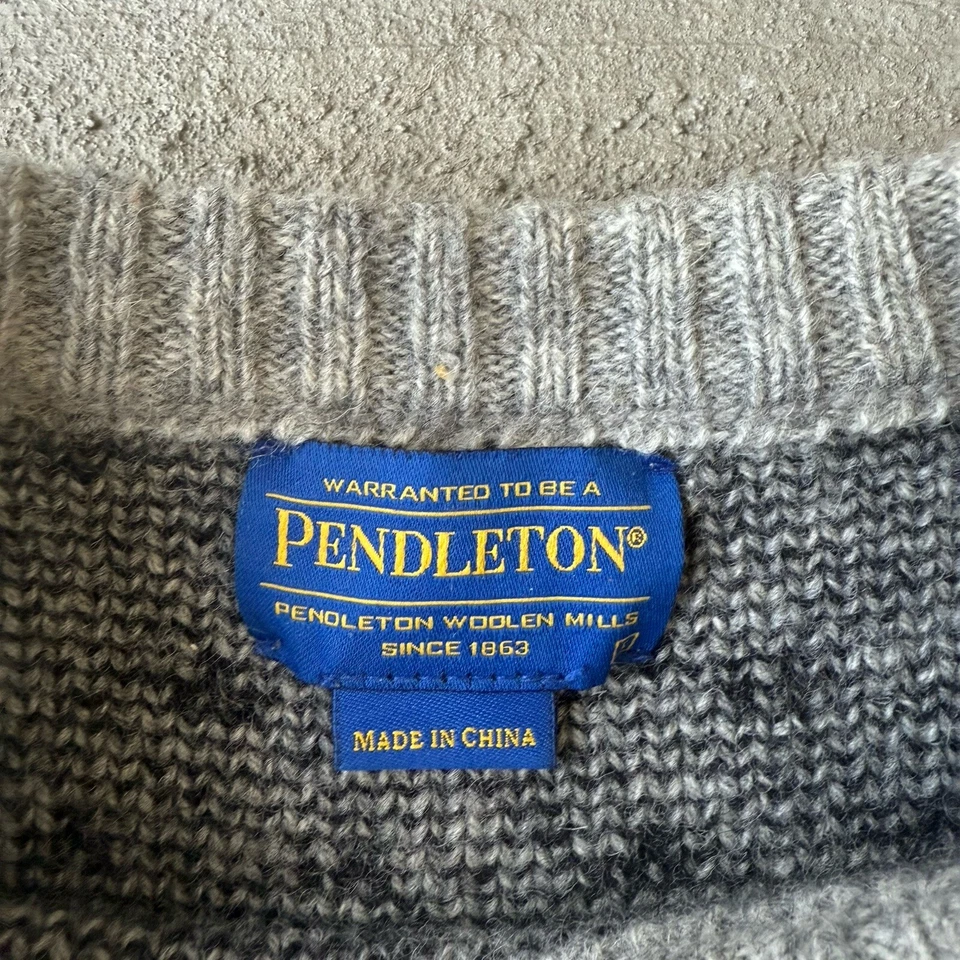 WARRANTED TO BE A
PENDLETON®
PENDLETON WOOLEN MILLS
SINCE 1863
MADE IN CHINA